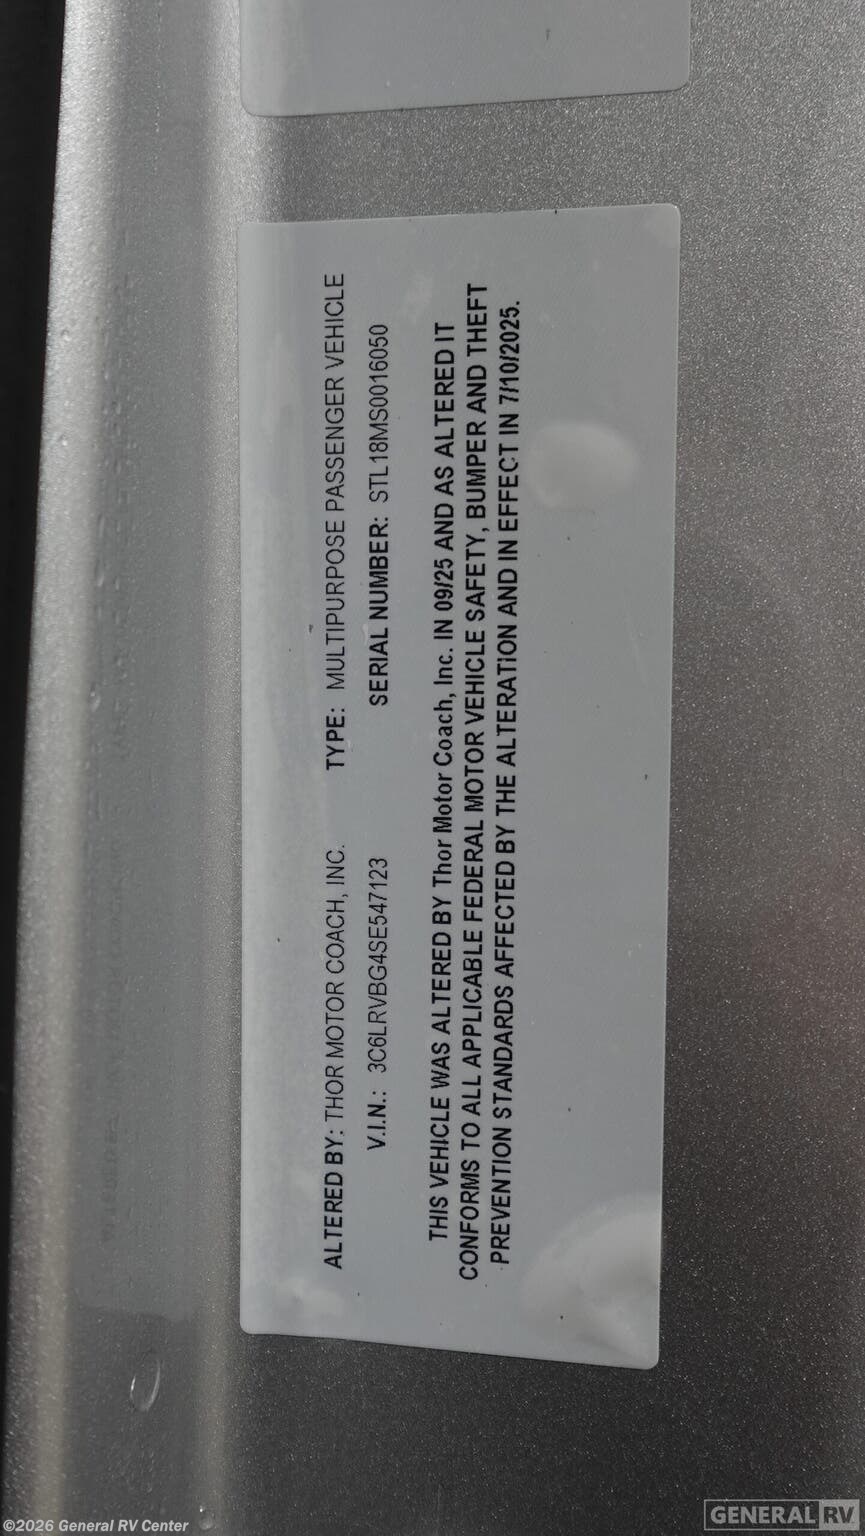 ALTERED BY: THOR MOTOR COACH, INC. TYPE: MULTIPURPOSE PASSENGER VEHICLE
V.I.N.: 3C6LRVBG4SE547123 SERIAL NUMBER: STL18MS0016050
THIS VEHICLE WAS ALTERED BY Thor Motor Coach, Inc. IN 09/25 AND AS ALTERED IT
CONFORMS TO ALL APPLICABLE FEDERAL MOTOR VEHICLE SAFETY, BUMPER AND THEFT
PREVENTION STANDARDS AFFECTED BY THE ALTERATION AND IN EFFECT IN 7/10/2025.
©2026 General RV Center
GENERAL RV